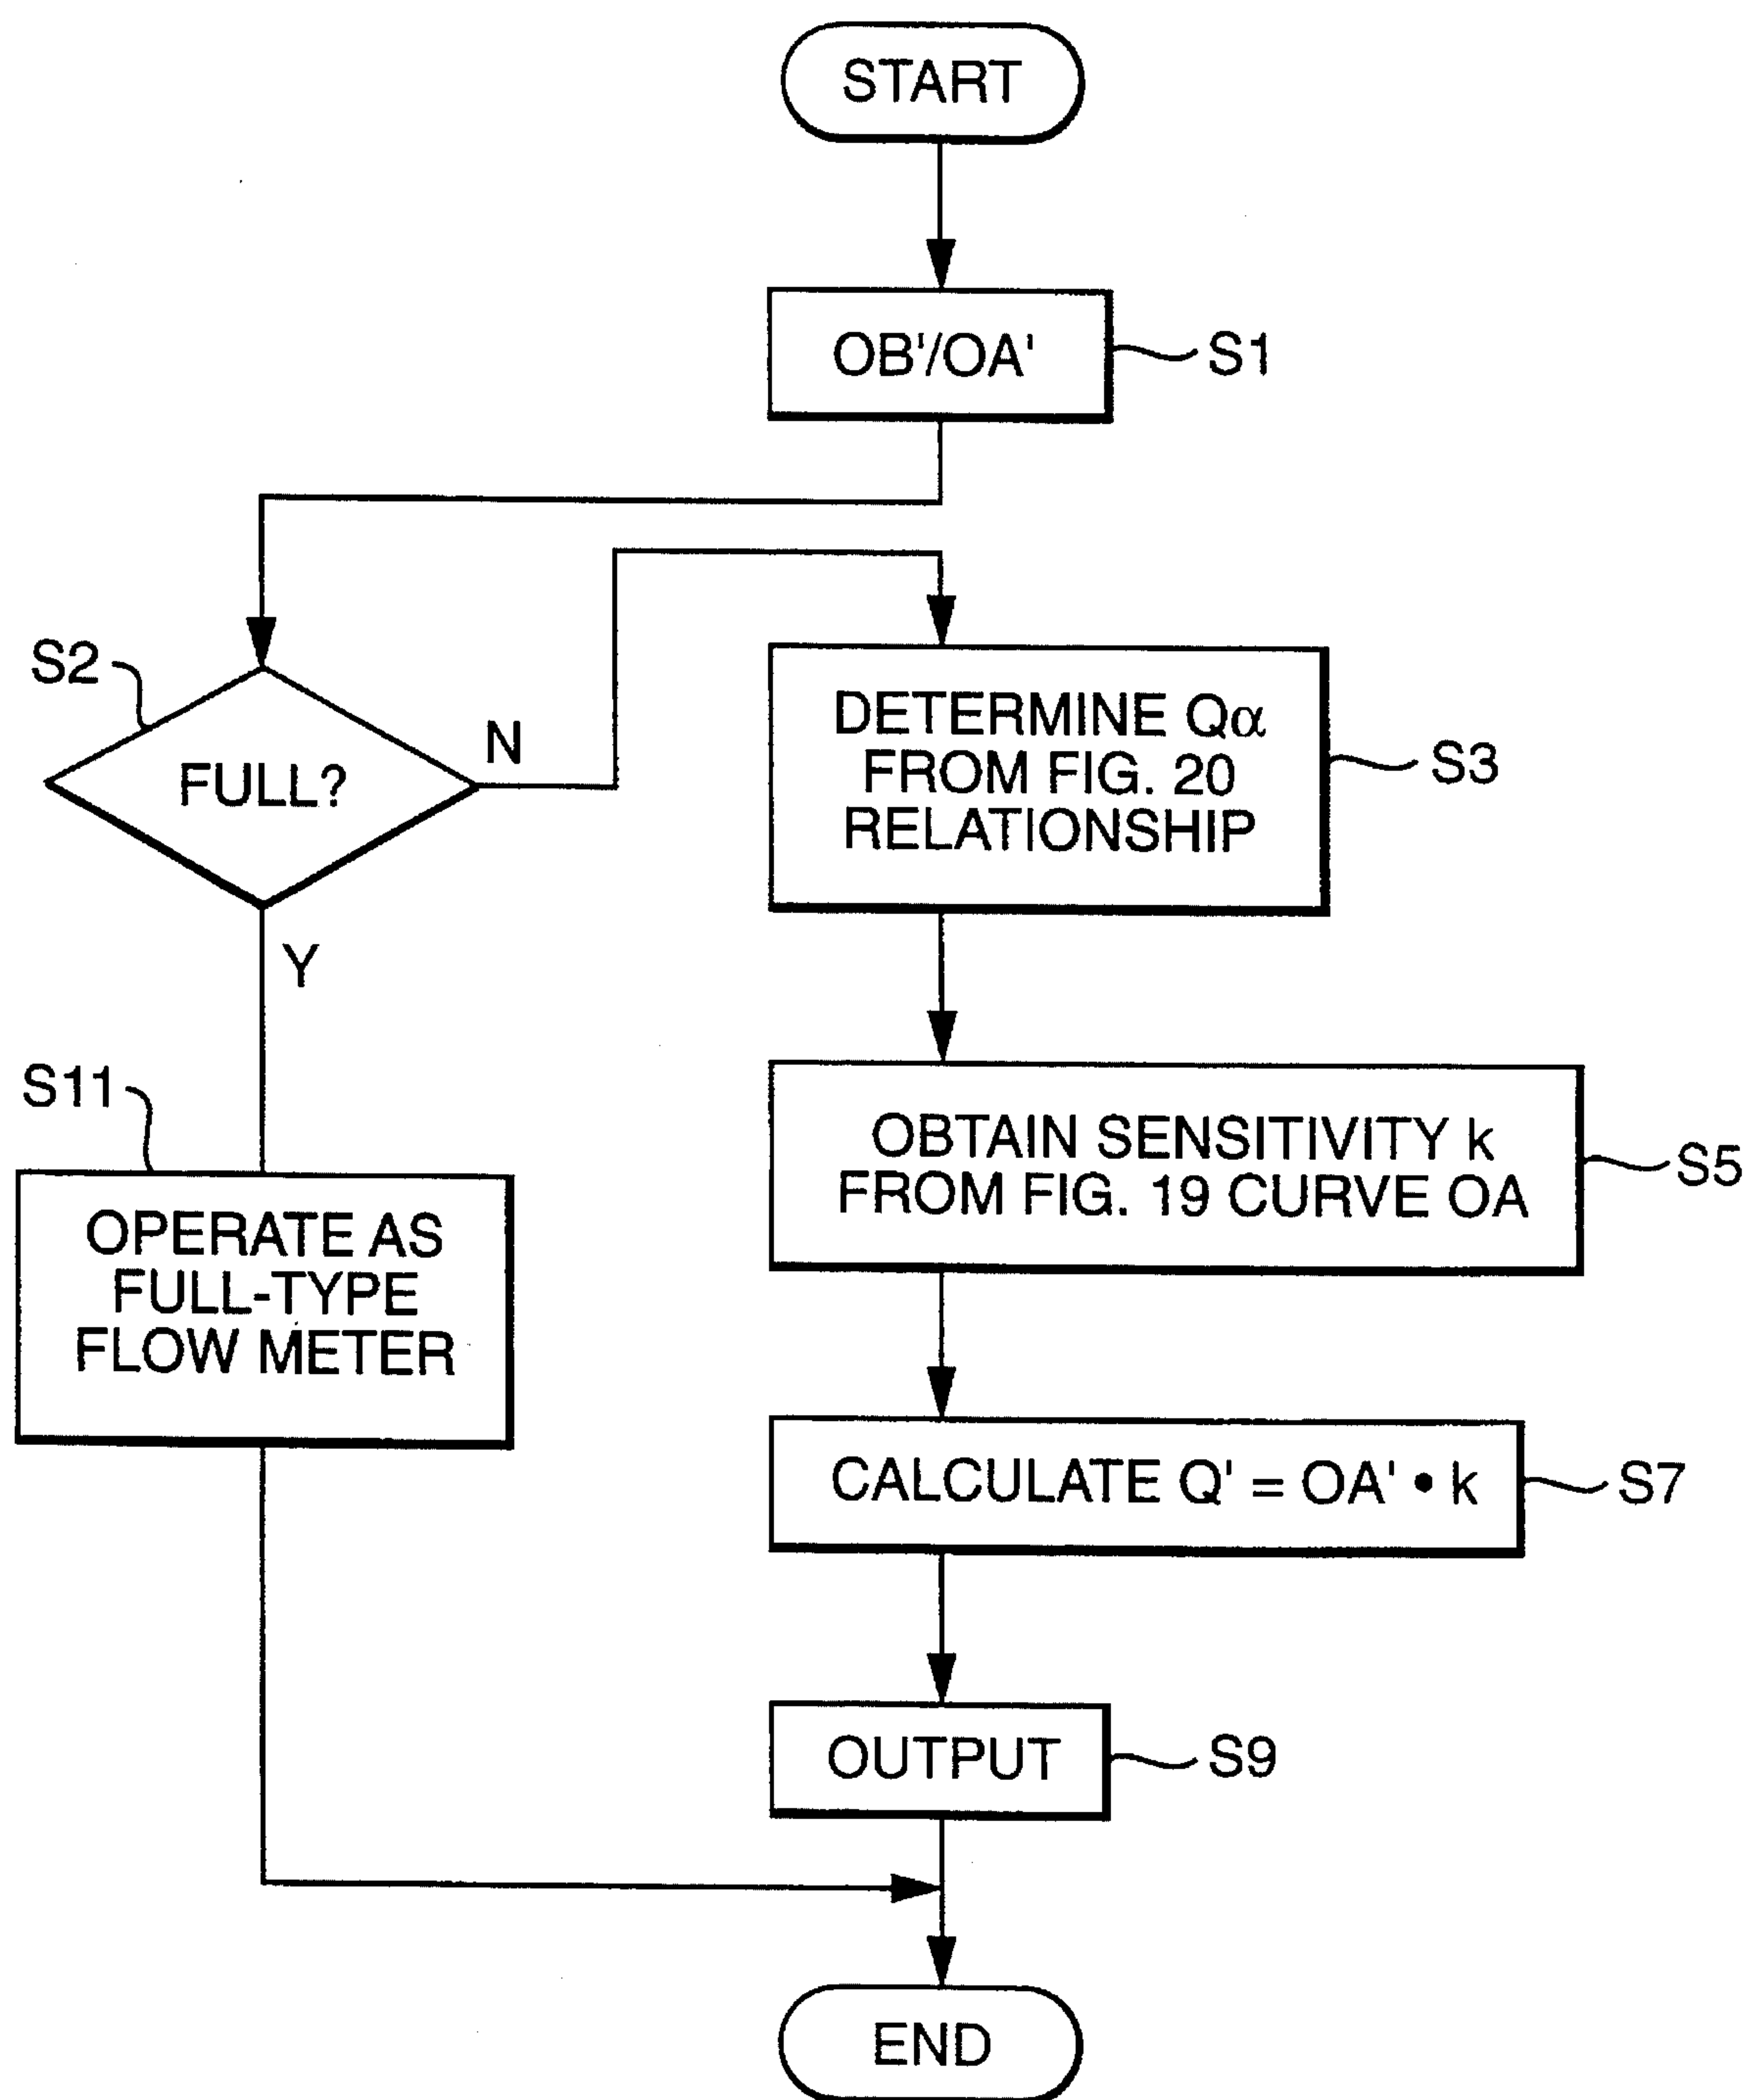 START
OB'/OA'
S1
S2
FULL?
N
Y
DETERMINE Qα
FROM FIG. 20
RELATIONSHIP
S3
OBTAIN SENSITIVITY k
FROM FIG. 19 CURVE OA
S5
S11
OPERATE AS
FULL-TYPE
FLOW METER
CALCULATE Q' = OA' • k
S7
OUTPUT
S9
END